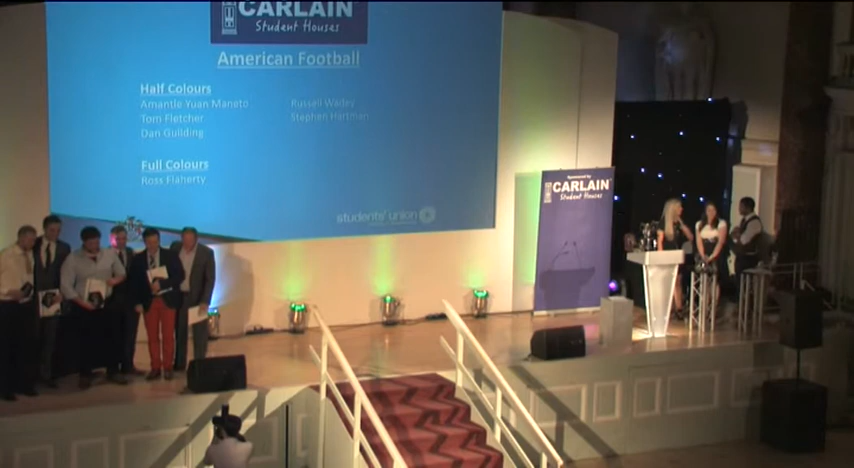 CARLAIN
Student Houses
American Football
Half Colours
Amantle Yuan Maneto
Tom Fletcher
Dan Guilding
Russell Wadey
Stephen Hartman
Full Colours
Ross Flaherty
students' union
Sponsored by
CARLAIN
Student Houses